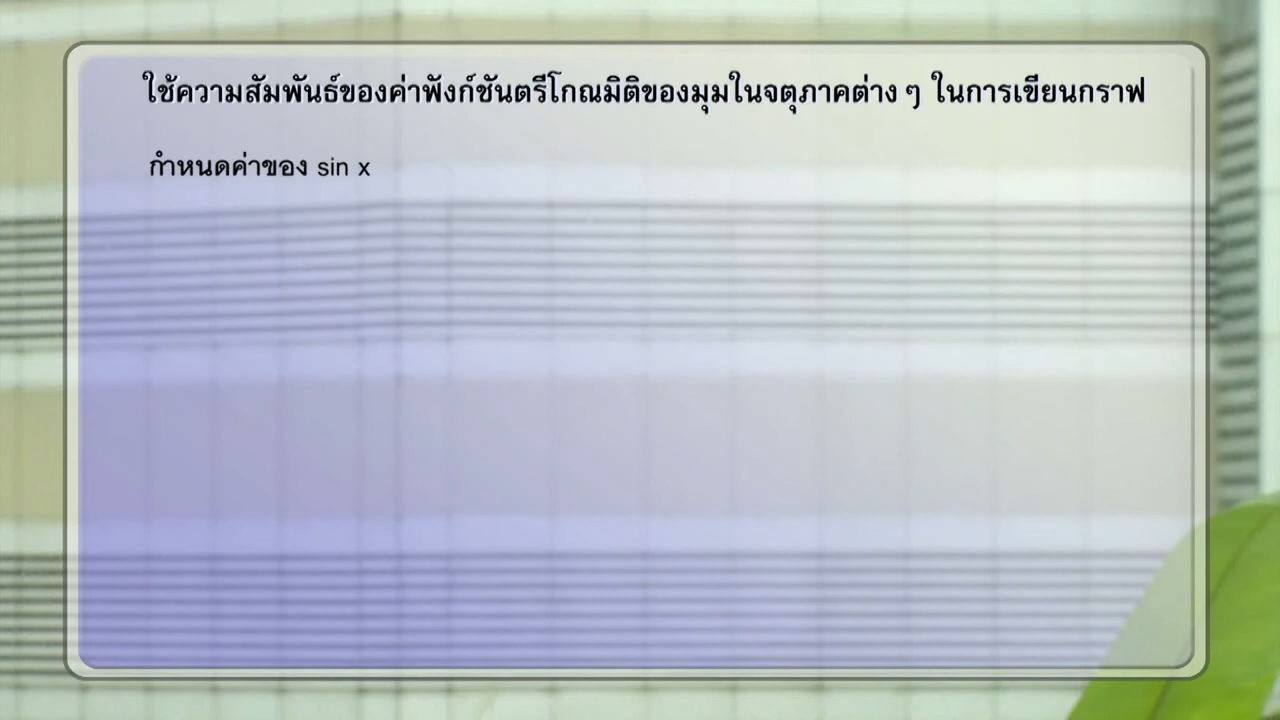 ใช้ความสัมพันธ์ของค่าฟังก์ชันตรีโกณมิติของมุมในจตุภาคต่าง ๆ ในการเขียนกราฟ
กำหนดค่าของ sin x